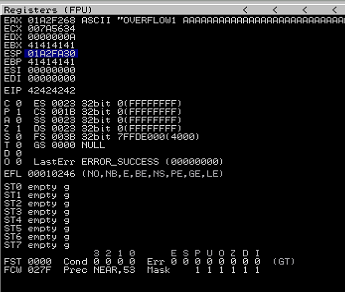 Registers (FPU) < < < <
EAX 01A2F268 ASCII "OVERFLOW1 AAAAAAAAAAAAAAAAAAAAAAAAAAAA
ECX 007A5634
EDX 0000000A
EBX 41414141
ESP 01A2FA30
EBP 41414141
ESI 00000000
EDI 00000000
EIP 42424242
C 0 ES 0023 32bit 0(FFFFFFFF)
P 1 CS 001B 32bit 0(FFFFFFFF)
A 0 SS 0023 32bit 0(FFFFFFFF)
Z 1 DS 0023 32bit 0(FFFFFFFF)
S 0 FS 003B 32bit 7FFDE000(4000)
T 0 GS 0000 NULL
D 0
O 0 LastErr ERROR_SUCCESS (00000000)
EFL 00010246 (NO,NB,E,BE,NS,PE,GE,LE)
ST0 empty g
ST1 empty g
ST2 empty g
ST3 empty g
ST4 empty g
ST5 empty g
ST6 empty g
ST7 empty g
3 2 1 0 E S P U O Z D I
FST 0000 Cond 0 0 0 0 Err 0 0 0 0 0 0 0 0 (GT)
FCW 027F Prec NEAR,53 Mask 1 1 1 1 1 1